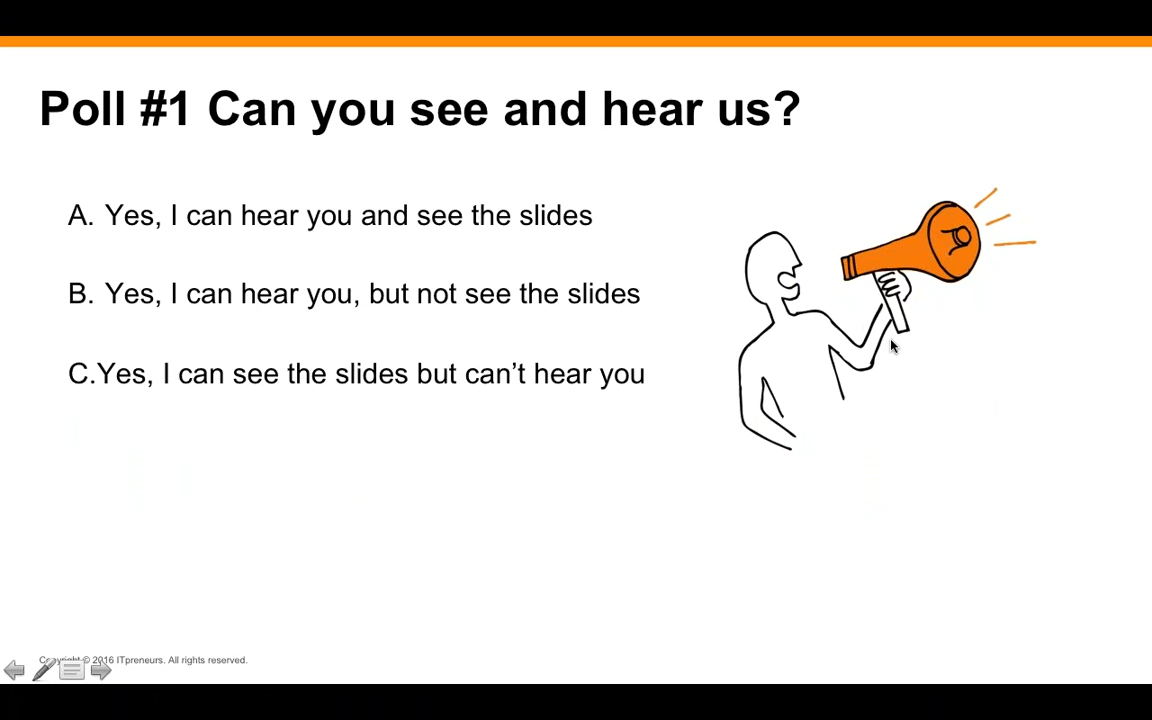 Poll #1 Can you see and hear us?
A. Yes, I can hear you and see the slides
B. Yes, I can hear you, but not see the slides
C.Yes, I can see the slides but can’t hear you
Copyright © 2016 ITpreneurs. All rights reserved.